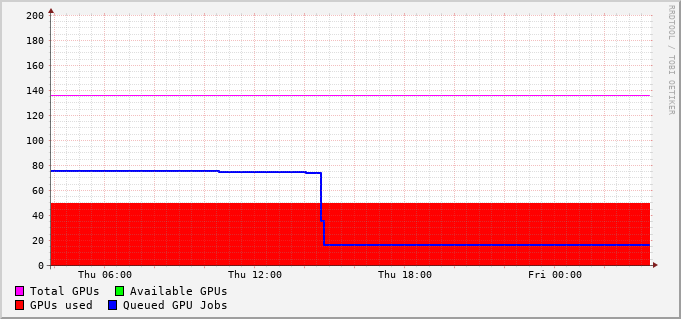 RRDTOOL / TOBI OETIKER
200
180
160
140
120
100
80
60
40
20
0
Thu 06:00 Thu 12:00 Thu 18:00 Fri 00:00
Total GPUs Available GPUs
GPUs used Queued GPU Jobs